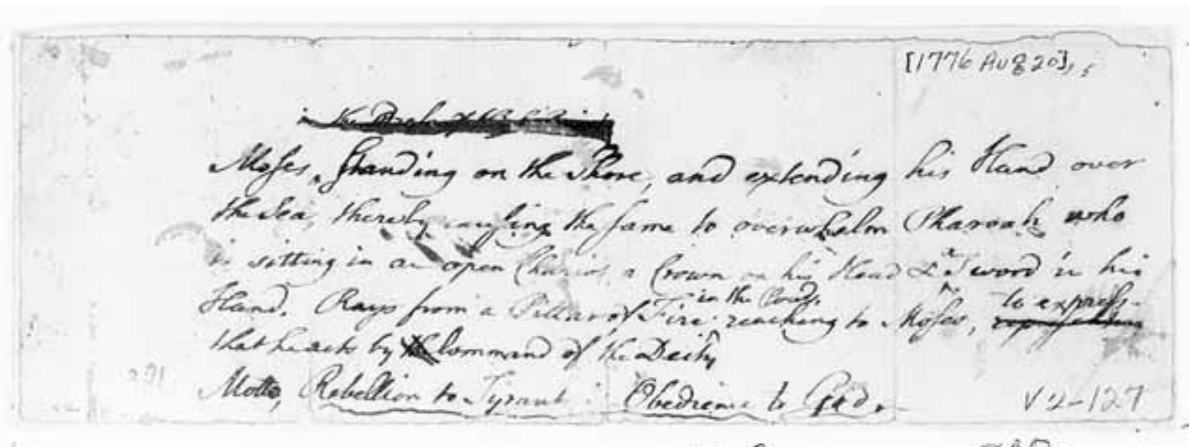 [1776 Aug 20]
Moses, Standing on the Shore, and extending his Hand over
the Sea, thereby causing the same to overwhelm Pharoah who
is sitting in an open Chariot, a Crown on his Head & a Sword in his
Hand. Rays from a Pillar of Fire in the Clouds reaching to Moses, to express
that he acts by Command of the Deity
Motto, Rebellion to Tyrants is Obedience to God.
V2-127